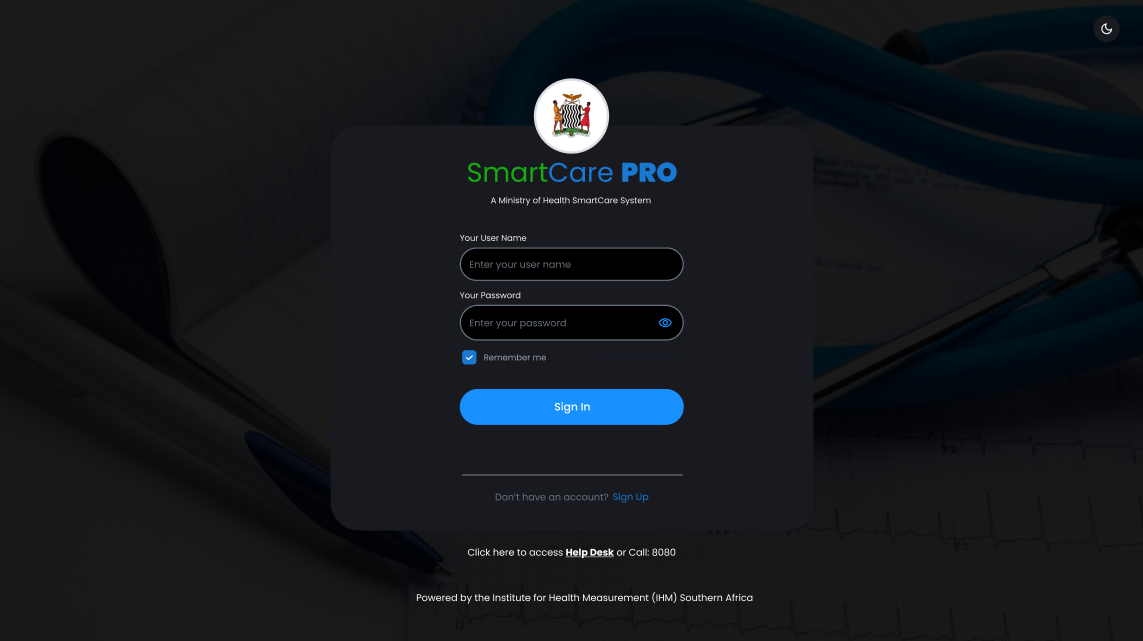 SmartCare PRO
A Ministry of Health SmartCare System
Your User Name
Enter your user name
Your Password
Enter your password
Remember me
Sign In
Don't have an account? Sign Up
Click here to access Help Desk or Call: 8080
Powered by the Institute for Health Measurement (IHM) Southern Africa